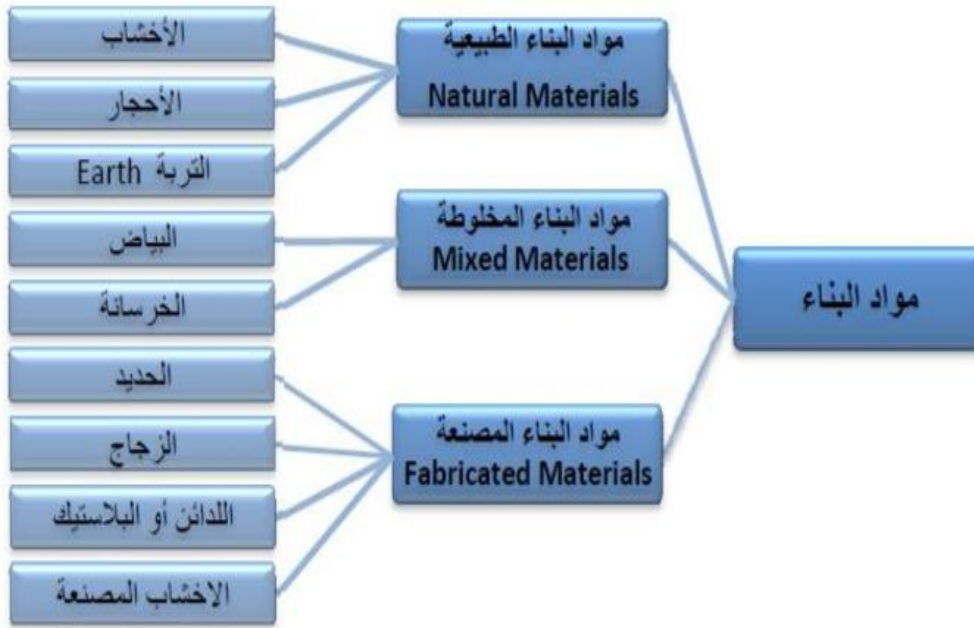 مواد البناء
مواد البناء الطبيعية
Natural Materials
الأخشاب
الأحجار
التربة Earth
مواد البناء المخلوطة
Mixed Materials
البياض
الخرسانة
مواد البناء المصنعة
Fabricated Materials
الحديد
الزجاج
اللدائن أو البلاستيك
الاخشاب المصنعة